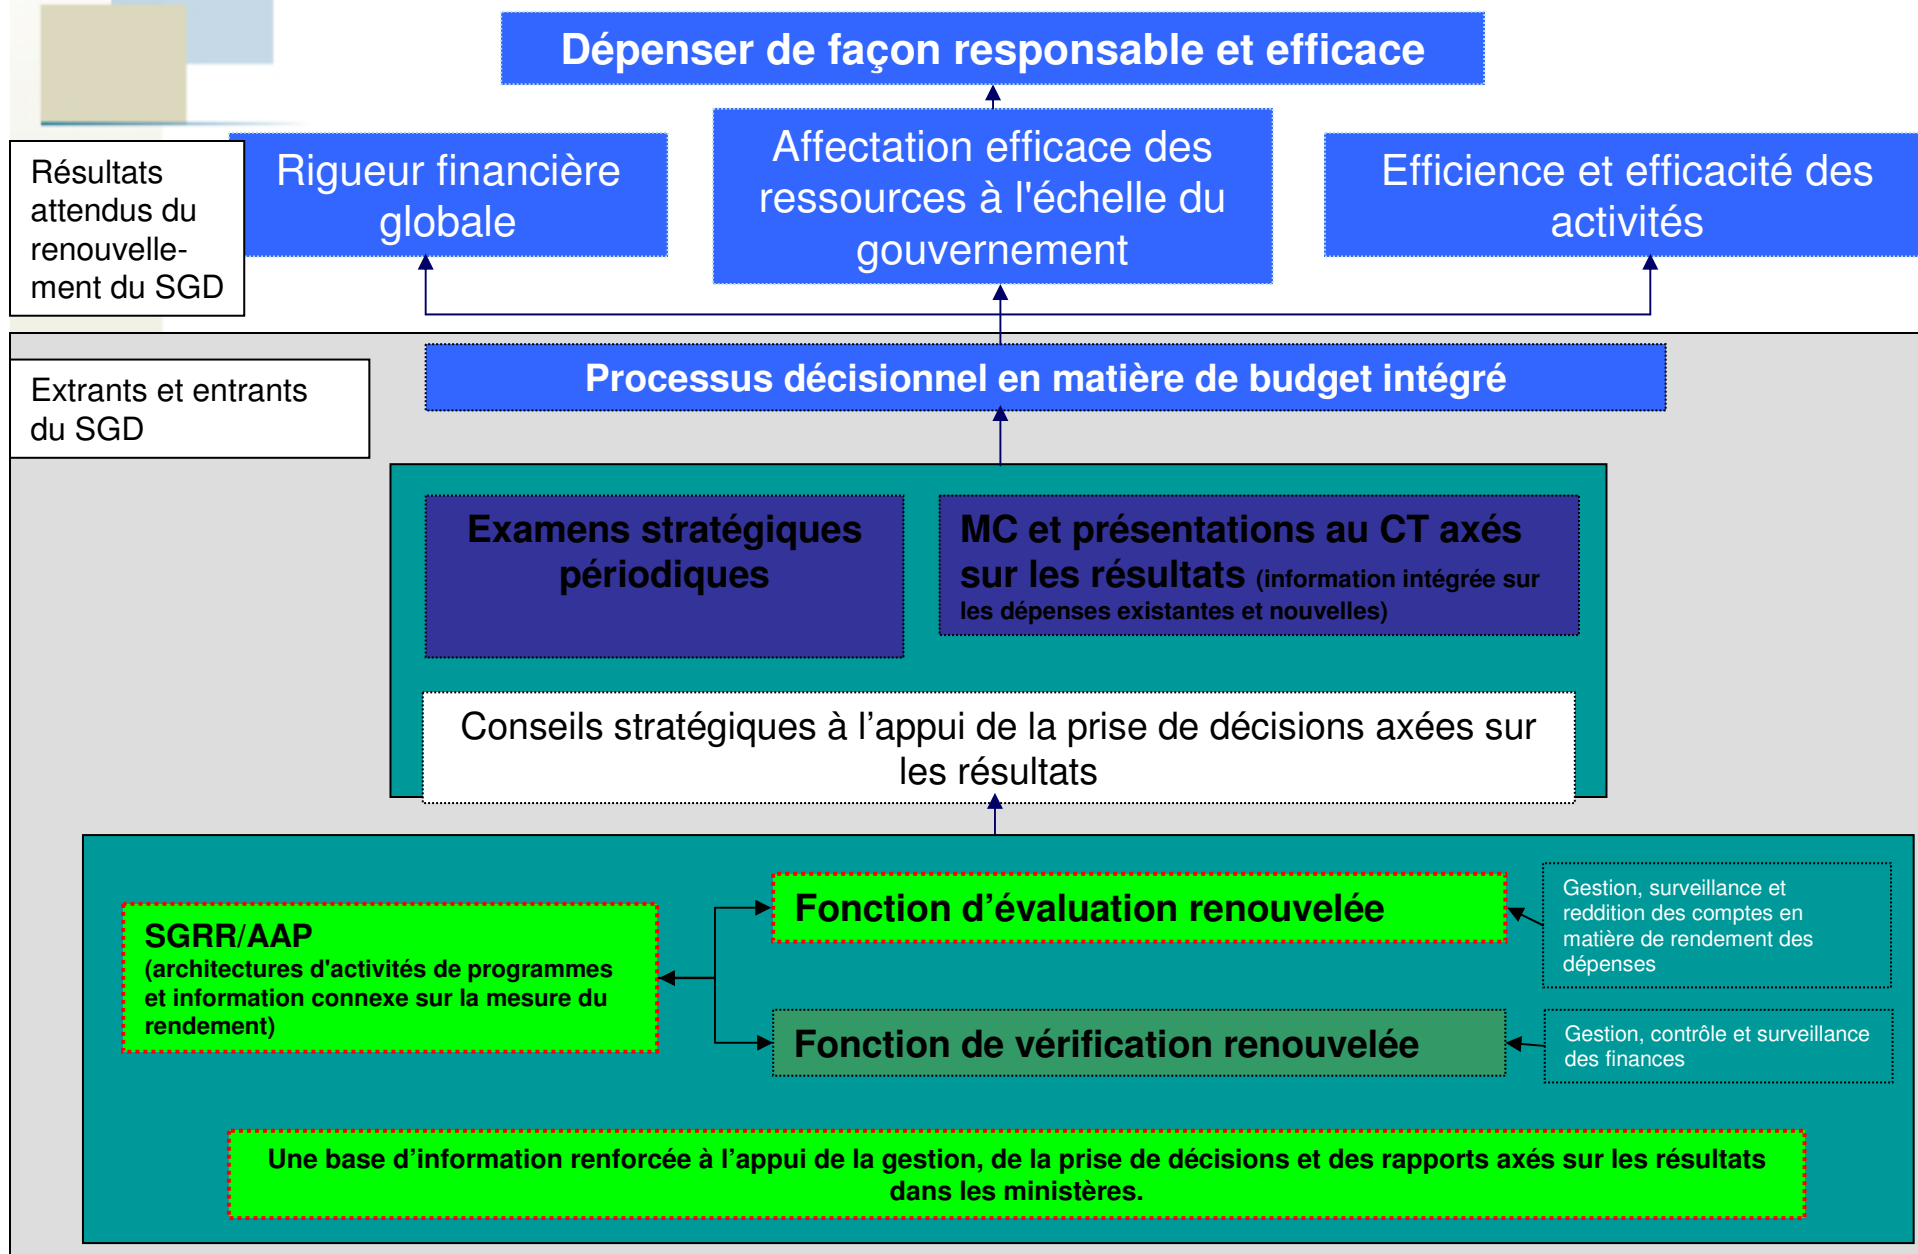 Dépenser de façon responsable et efficace
Résultats
attendus du
renouvelle-
ment du SGD
Rigueur financière
globale
Affectation efficace des
ressources à l'échelle du
gouvernement
Efficience et efficacité des
activités
Extrants et entrants
du SGD
Processus décisionnel en matière de budget intégré
Examens stratégiques
périodiques
MC et présentations au CT axés
sur les résultats (information intégrée sur
les dépenses existantes et nouvelles)
Conseils stratégiques à l’appui de la prise de décisions axées sur
les résultats
SGRR/AAP
(architectures d'activités de programmes
et information connexe sur la mesure du
rendement)
Fonction d’évaluation renouvelée
Gestion, surveillance et
reddition des comptes en
matière de rendement des
dépenses
Fonction de vérification renouvelée
Gestion, contrôle et surveillance
des finances
Une base d’information renforcée à l’appui de la gestion, de la prise de décisions et des rapports axés sur les résultats
dans les ministères.